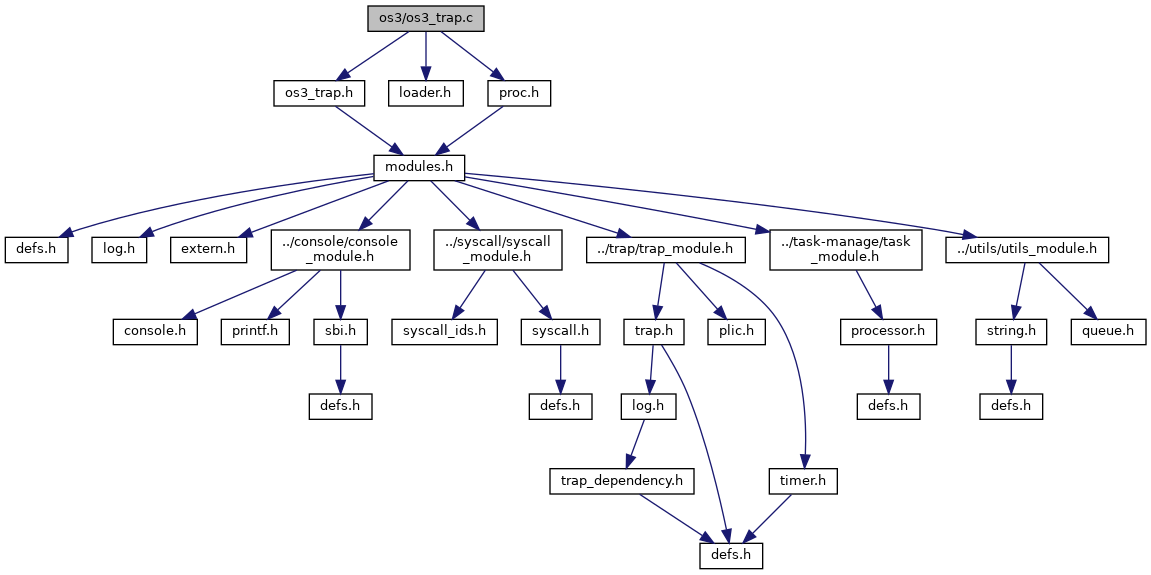 os3/os3_trap.c
os3_trap.h
loader.h
proc.h
modules.h
defs.h
log.h
extern.h
../console/console
_module.h
../syscall/syscall
_module.h
../trap/trap_module.h
../task-manage/task
_module.h
../utils/utils_module.h
console.h
printf.h
sbi.h
syscall_ids.h
syscall.h
trap.h
plic.h
processor.h
string.h
queue.h
defs.h
defs.h
log.h
defs.h
defs.h
trap_dependency.h
timer.h
defs.h